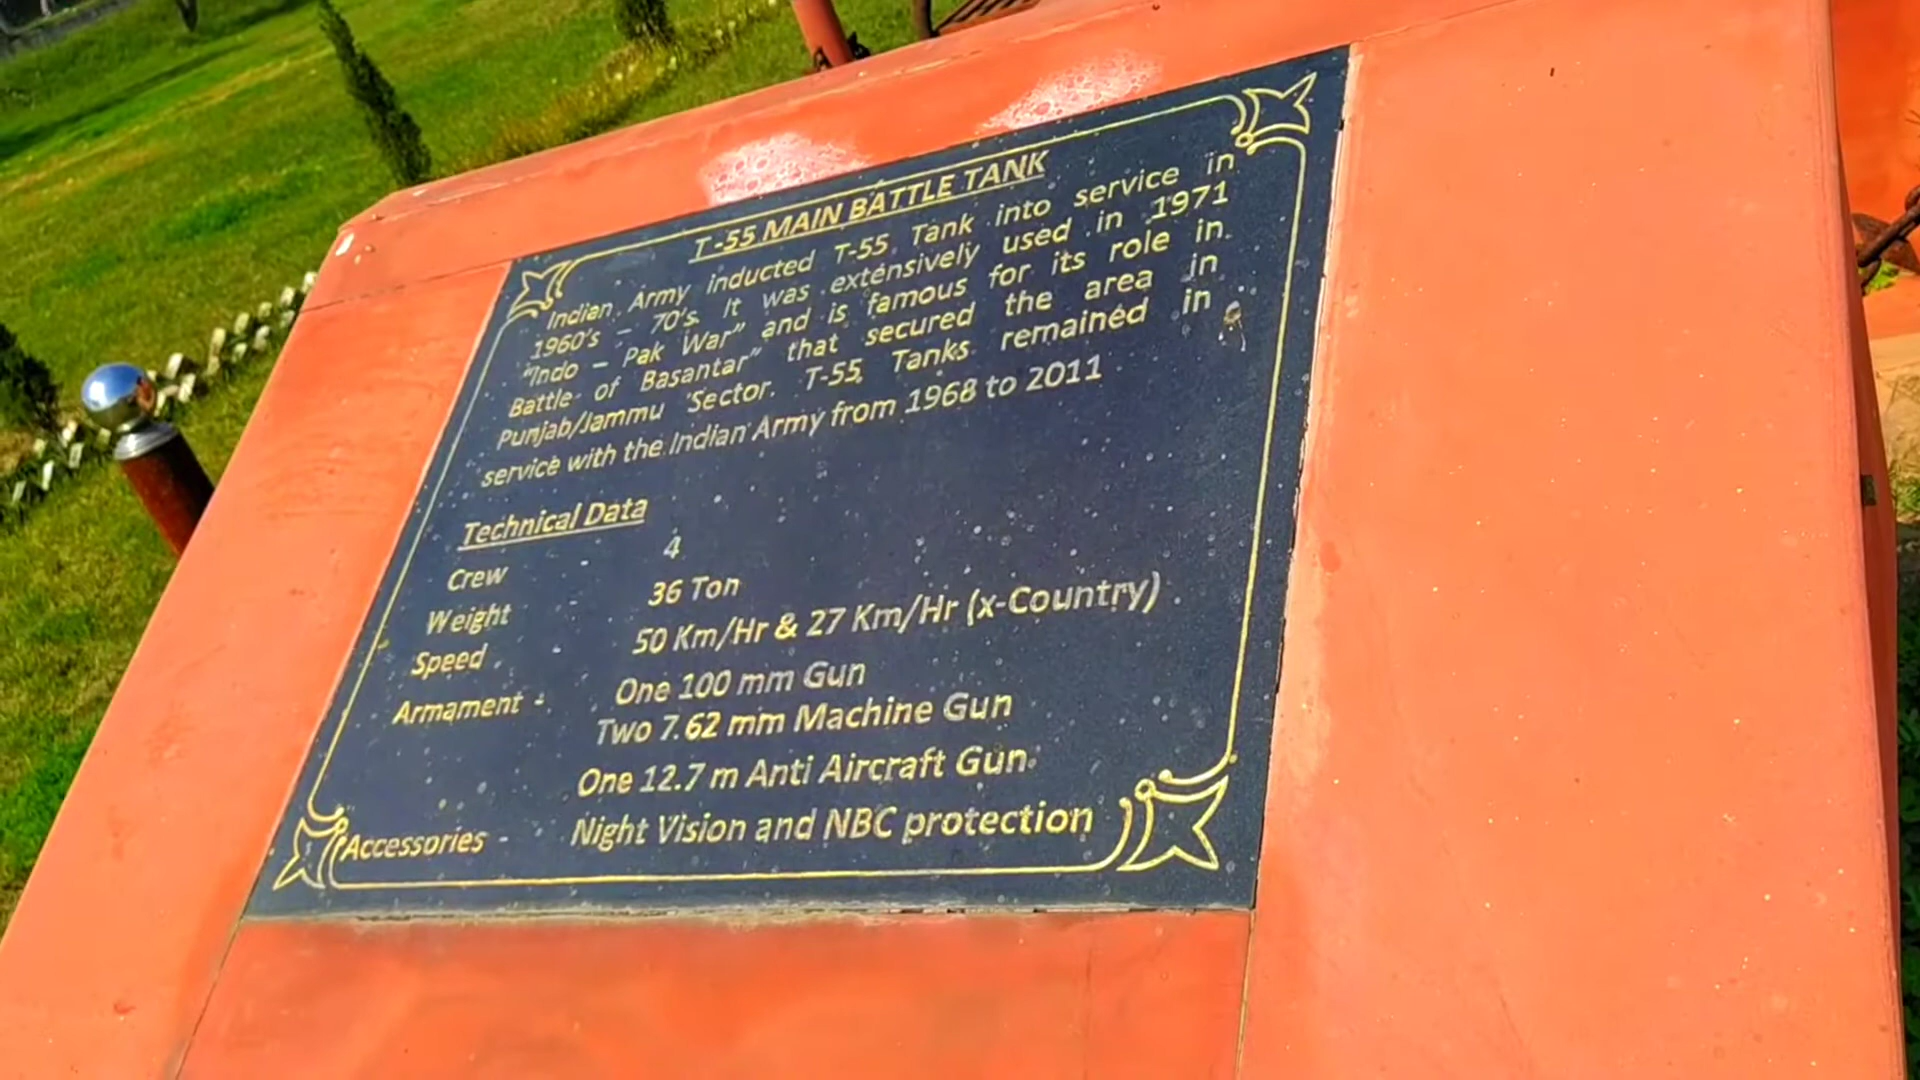 T-55 MAIN BATTLE TANK
Indian Army inducted T-55 Tank into service in
1960's - 70's. It was extensively used in 1971
"Indo - Pak War" and is famous for its role in
Battle of Basantar" that secured the area in
Punjab/Jammu Sector. T-55 Tanks remained in
service with the Indian Army from 1968 to 2011
Technical Data
Crew 4
Weight - 36 Ton
Speed - 50 Km/Hr & 27 Km/Hr (x-Country)
Armament - One 100 mm Gun
Two 7.62 mm Machine Gun
One 12.7 m Anti Aircraft Gun
Accessories - Night Vision and NBC protection